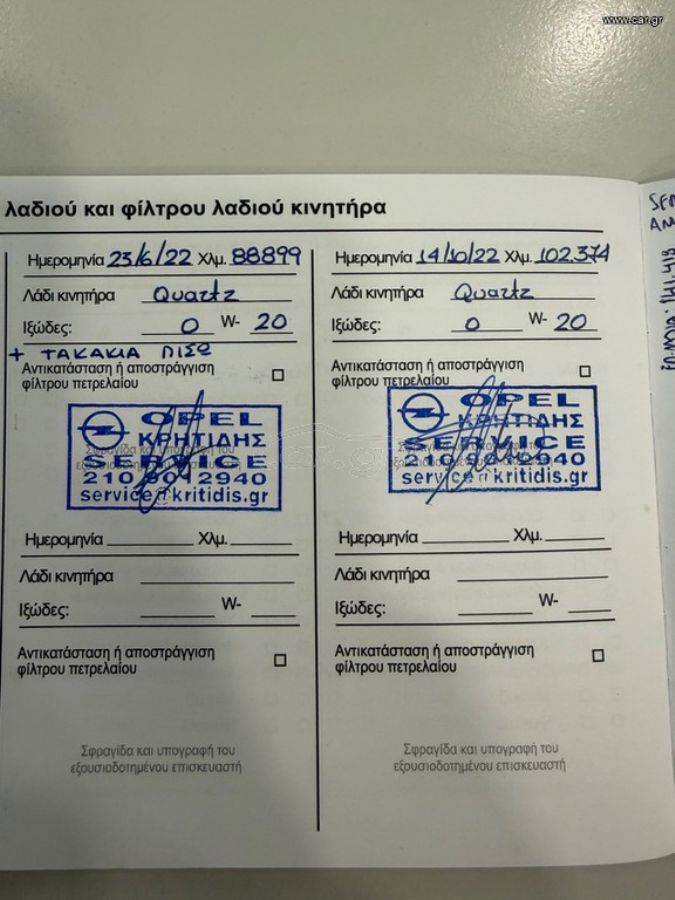 www.car.gr
λαδιού και φίλτρου λαδιού κινητήρα
Ημερομηνία 23/6/22 Χλμ. 88899
Λάδι κινητήρα Quartz
Ιξώδες: 0 W- 20
+ ΤΑΚΑΚΙΑ ΠΙΣΩ
Αντικατάσταση ή αποστράγγιση
φίλτρου πετρελαίου
OPEL
ΚΡΗΤΙΔΗΣ
SERVICE
210 9012940
service@kritidis.gr
Ημερομηνία Χλμ.
Λάδι κινητήρα
Ιξώδες: W-
Αντικατάσταση ή αποστράγγιση
φίλτρου πετρελαίου
Σφραγίδα και υπογραφή του
εξουσιοδοτημένου επισκευαστή
Ημερομηνία 14/10/22 Χλμ. 102.374
Λάδι κινητήρα Quartz
Ιξώδες: 0 W- 20
Αντικατάσταση ή αποστράγγιση
φίλτρου πετρελαίου
OPEL
ΚΡΗΤΙΔΗΣ
SERVICE
210 9012940
service@kritidis.gr
Ημερομηνία Χλμ.
Λάδι κινητήρα
Ιξώδες: W-
Αντικατάσταση ή αποστράγγιση
φίλτρου πετρελαίου
Σφραγίδα και υπογραφή του
εξουσιοδοτημένου επισκευαστή